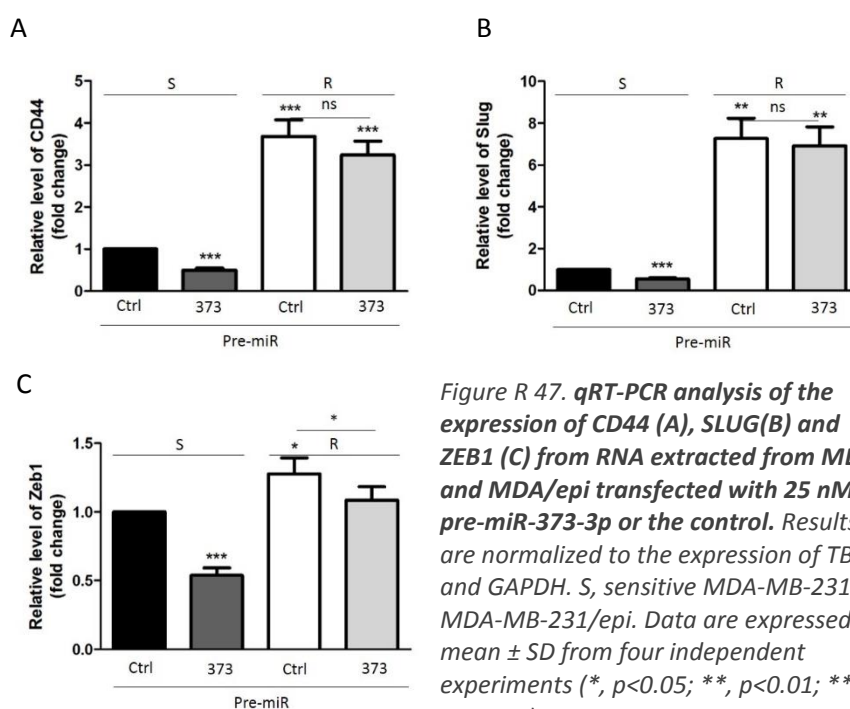 A
Relative level of CD44
(fold change)
5
4
3
2
1
0
S
R
***
***
ns
***
Ctrl
373
Ctrl
373
Pre-miR
B
Relative level of Slug
(fold change)
10
8
6
4
2
0
S
R
***
**
ns
**
Ctrl
373
Ctrl
373
Pre-miR
C
Relative level of Zeb1
(fold change)
1.5
1.0
0.5
0.0
S
*
R
***
*
Ctrl
373
Ctrl
373
Pre-miR
Figure R 47. qRT-PCR analysis of the
expression of CD44 (A), SLUG(B) and
ZEB1 (C) from RNA extracted from
and MDA/epi transfected with 25 nM
pre-miR-373-3p or the control. Results
are normalized to the expression of
and GAPDH. S, sensitive MDA-MB-231
MDA-MB-231/epi. Data are expressed
mean ± SD from four independent
experiments (*, p<0.05; **, p<0.01; **